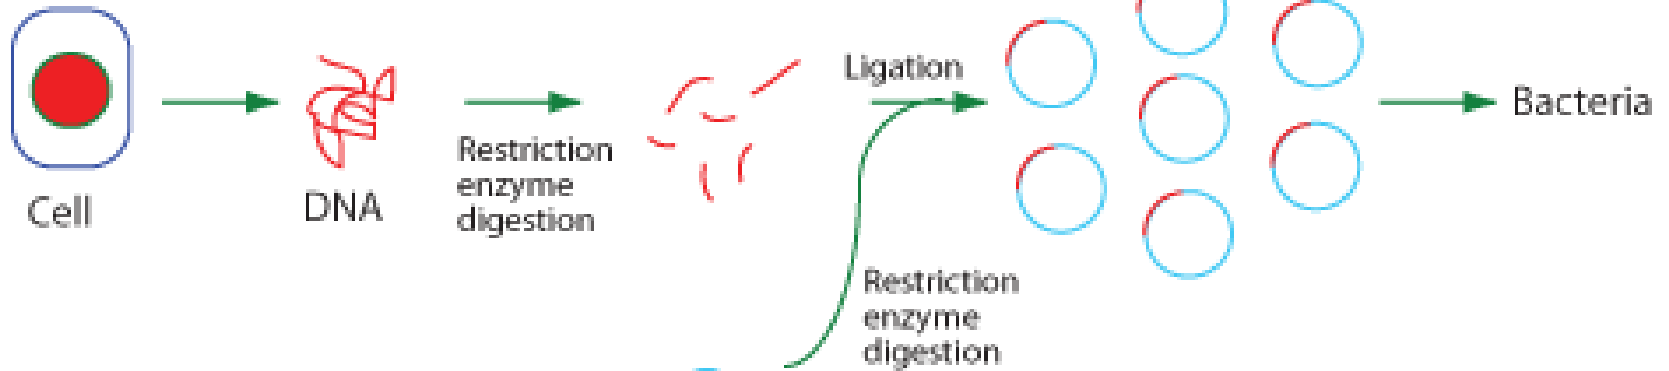 Cell
DNA
Restriction
enzyme
digestion
Ligation
Restriction
enzyme
digestion
Bacteria